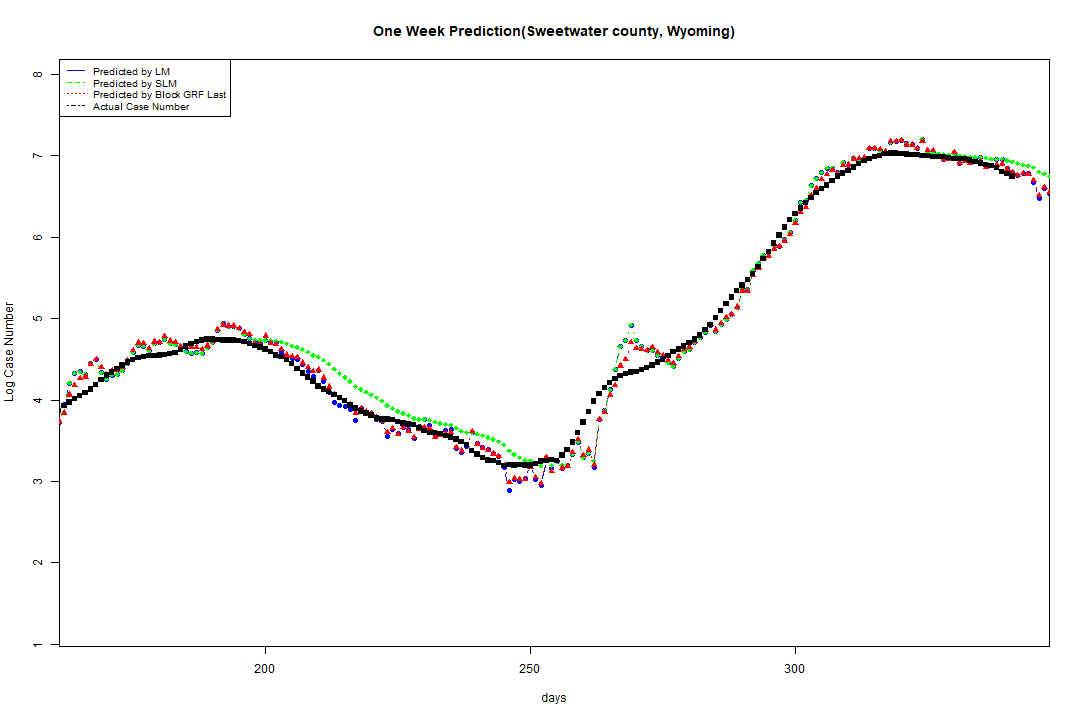 One Week Prediction(Sweetwater county, Wyoming)
Predicted by LM
Predicted by SLM
Predicted by Block GRF Last
Actual Case Number
8
7
6
5
4
3
2
1
Log Case Number
200
250
300
days